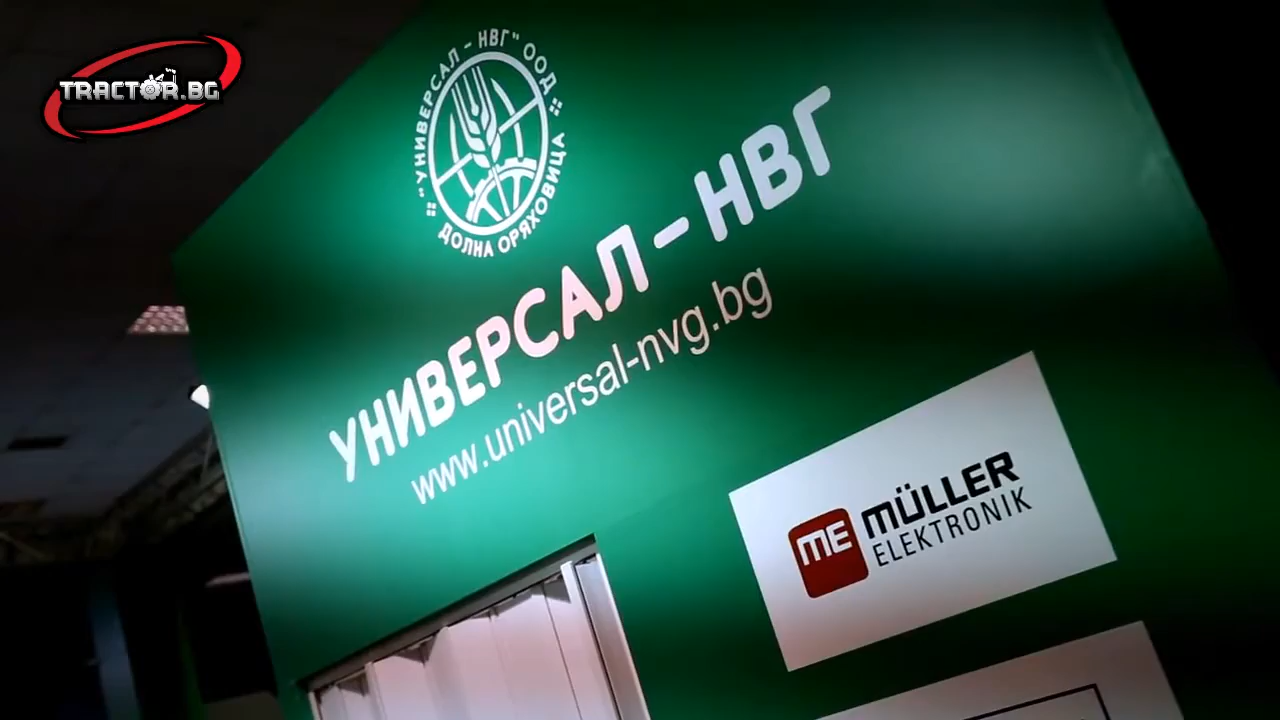 TRACTOR.BG
"УНИВЕРСАЛ - НВГ" ООД
ДОЛНА ОРЯХОВИЦА
УНИВЕРСАЛ – НВГ
www.universal-nvg.bg
ME MÜLLER
ELEKTRONIK